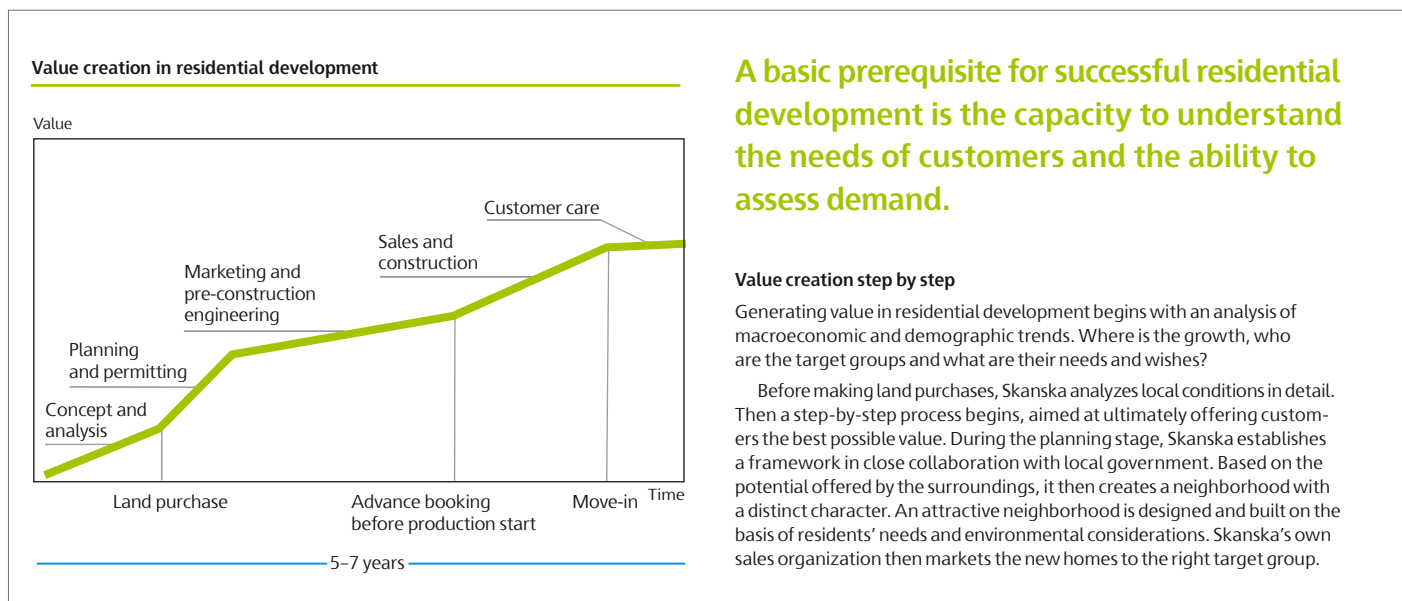 Value creation in residential development
Value
Customer care
Sales and
construction
Marketing and
pre-construction
engineering
Planning
and permitting
Concept and
analysis
Land purchase
Advance booking
before production start
Move-in
Time
5–7 years
A basic prerequisite for successful residential
development is the capacity to understand
the needs of customers and the ability to
assess demand.
Value creation step by step
Generating value in residential development begins with an analysis of
macroeconomic and demographic trends. Where is the growth, who
are the target groups and what are their needs and wishes?
Before making land purchases, Skanska analyzes local conditions in detail.
Then a step-by-step process begins, aimed at ultimately offering custom-
ers the best possible value. During the planning stage, Skanska establishes
a framework in close collaboration with local government. Based on the
potential offered by the surroundings, it then creates a neighborhood with
a distinct character. An attractive neighborhood is designed and built on the
basis of residents' needs and environmental considerations. Skanska's own
sales organization then markets the new homes to the right target group.